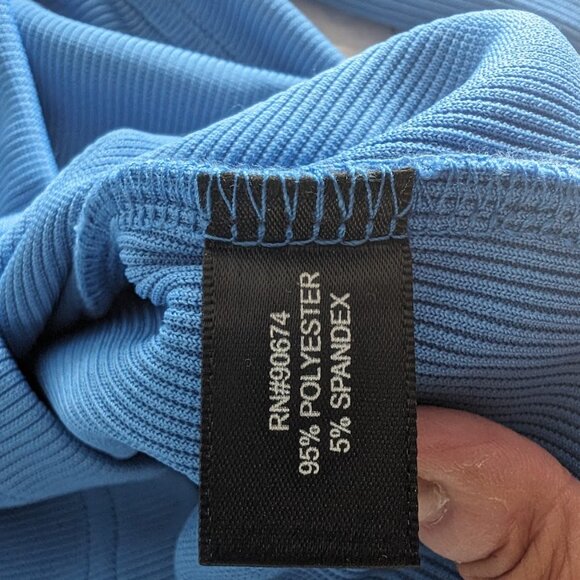 RN#90674
95% POLYESTER
5% SPANDEX